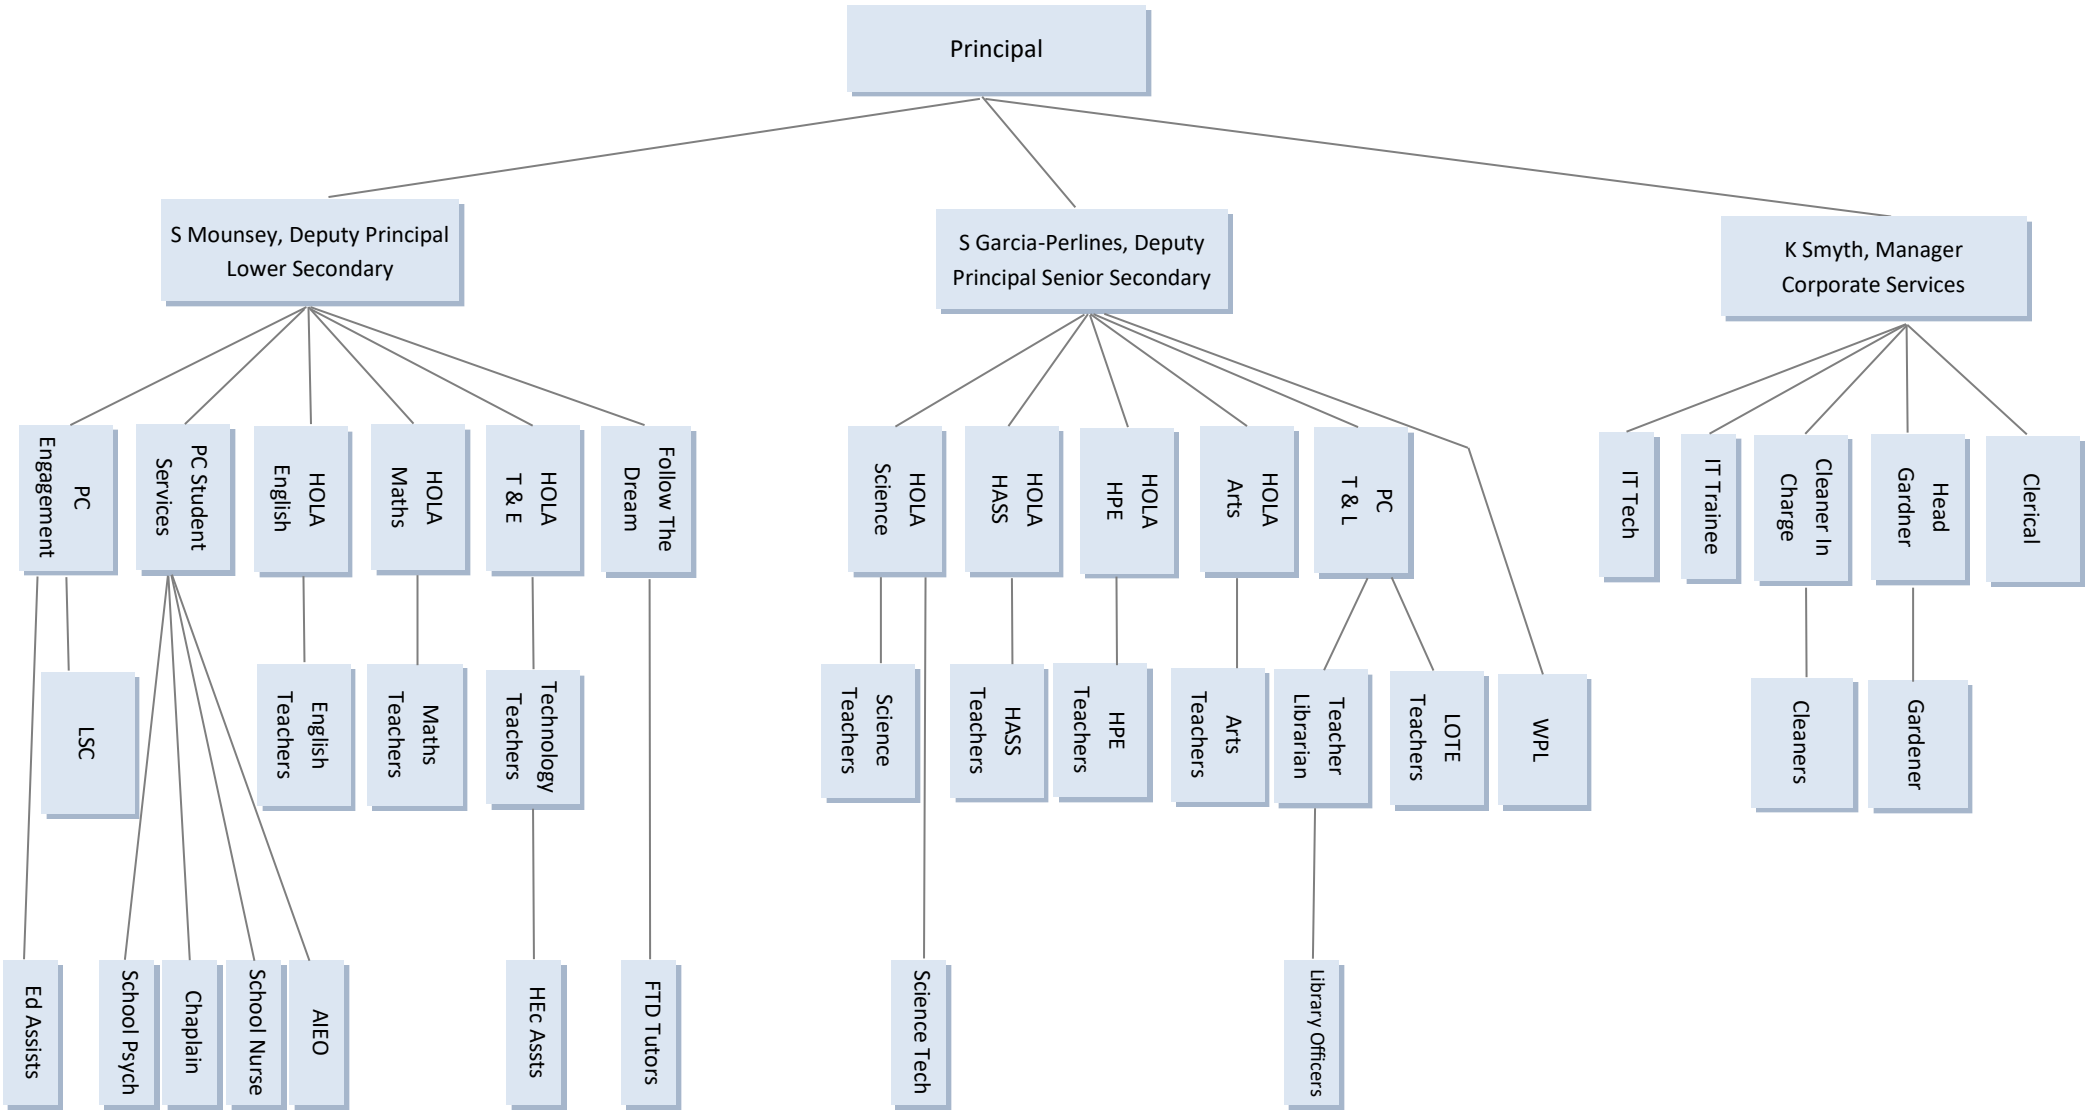 Principal
S Mounsey, Deputy Principal
Lower Secondary
S Garcia-Perlines, Deputy
Principal Senior Secondary
K Smyth, Manager
Corporate Services
PC
Engagement
PC Student
Services
HOLA
English
HOLA
Maths
HOLA
T & E
Follow The
Dream
HOLA
Science
HOLA
HASS
HOLA
HPE
HOLA
Arts
PC
T & L
IT Tech
IT Trainee
Cleaner In
Charge
Head
Gardner
Clerical
LSC
English
Teachers
Maths
Teachers
Technology
Teachers
Science
Teachers
HASS
Teachers
HPE
Teachers
Arts
Teachers
Teacher
Librarian
LOTE
Teachers
WPL
Cleaners
Gardener
Ed Assists
School Psych
Chaplain
School Nurse
AIEO
HEc Assts
FTD Tutors
Science Tech
Library Officers